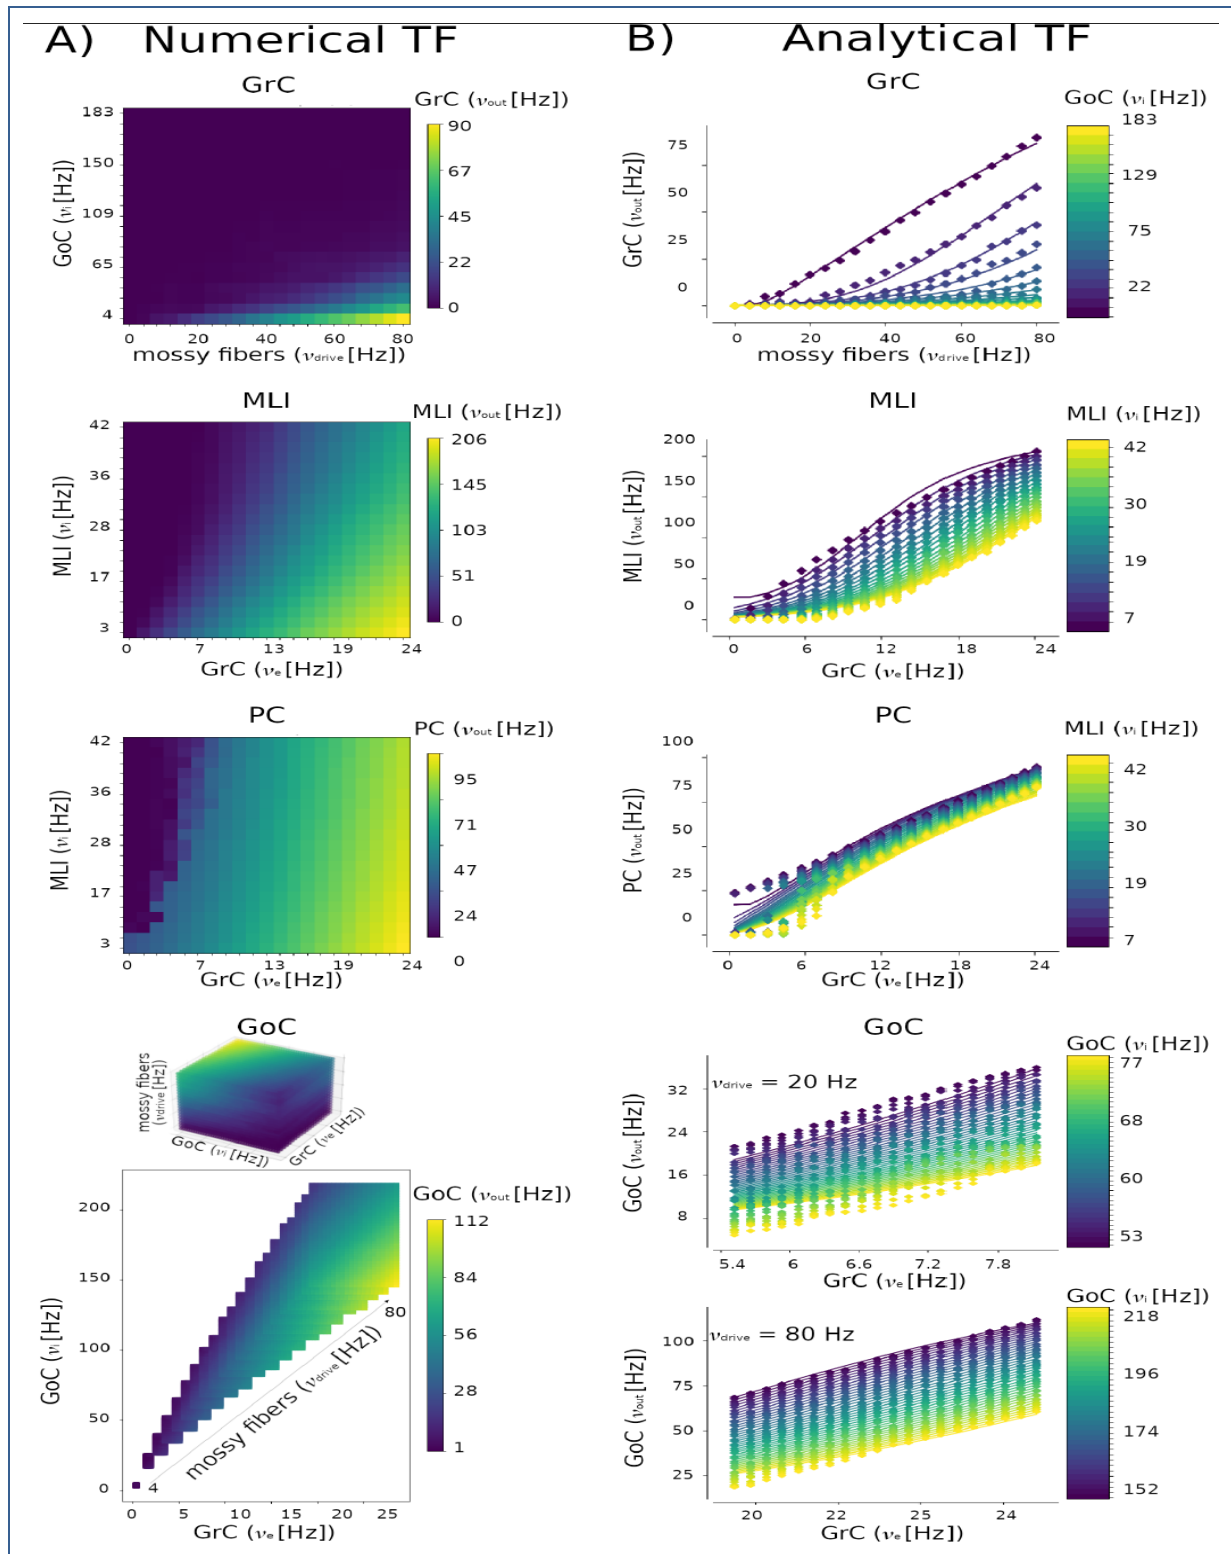 A) Numerical TF
GrC
GrC (νout[Hz])
183
150
109
65
4
GoC (νi[Hz])
0 20 40 60 80
mossy fibers (νdrive[Hz])
90
67
45
22
0
MLI
MLI (νout[Hz])
42
36
28
17
3
MLI (νi[Hz])
0 7 13 19 24
GrC (νe[Hz])
206
145
103
51
0
PC
PC (νout[Hz])
42
36
28
17
3
MLI (νi[Hz])
0 7 13 19 24
GrC (νe[Hz])
95
71
47
24
0
GoC
mossy fibers
(νdrive[Hz])
GoC (νi[Hz])
GrC (νe[Hz])
GoC (νout[Hz])
200
150
100
50
0
GoC (νi[Hz])
4
80
mossy fibers (νdrive[Hz])
0 5 10 15 20 25
GrC (νe[Hz])
112
84
56
28
1
B) Analytical TF
GrC
GoC (νi[Hz])
75
50
25
0
GrC (νout[Hz])
0 20 40 60 80
mossy fibers (νdrive[Hz])
183
129
75
22
MLI
MLI (νi[Hz])
200
150
100
50
0
MLI (νout[Hz])
0 6 12 18 24
GrC (νe[Hz])
42
30
19
7
PC
MLI (νi[Hz])
100
75
50
25
0
PC (νout[Hz])
0 6 12 18 24
GrC (νe[Hz])
42
30
19
7
GoC
GoC (νi[Hz])
νdrive = 20 Hz
32
24
16
8
GoC (νout[Hz])
5.4 6 6.6 7.2 7.8
GrC (νe[Hz])
77
68
60
53
GoC (νi[Hz])
νdrive = 80 Hz
100
75
50
25
GoC (νout[Hz])
20 22 25 24
GrC (νe[Hz])
218
196
174
152